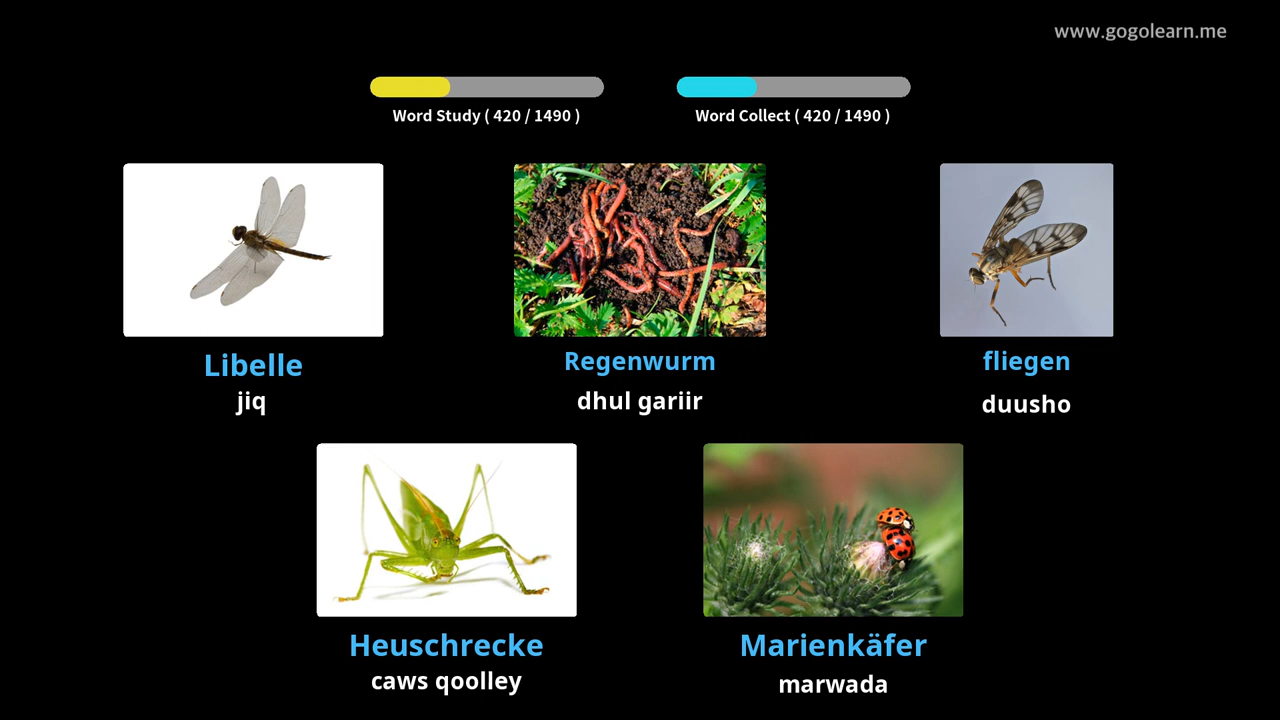 www.gogolearn.me
Word Study ( 420 / 1490 )
Word Collect ( 420 / 1490 )
Libelle
jiq
Regenwurm
dhul gariir
fliegen
duusho
Heuschrecke
caws qoolley
Marienkäfer
marwada